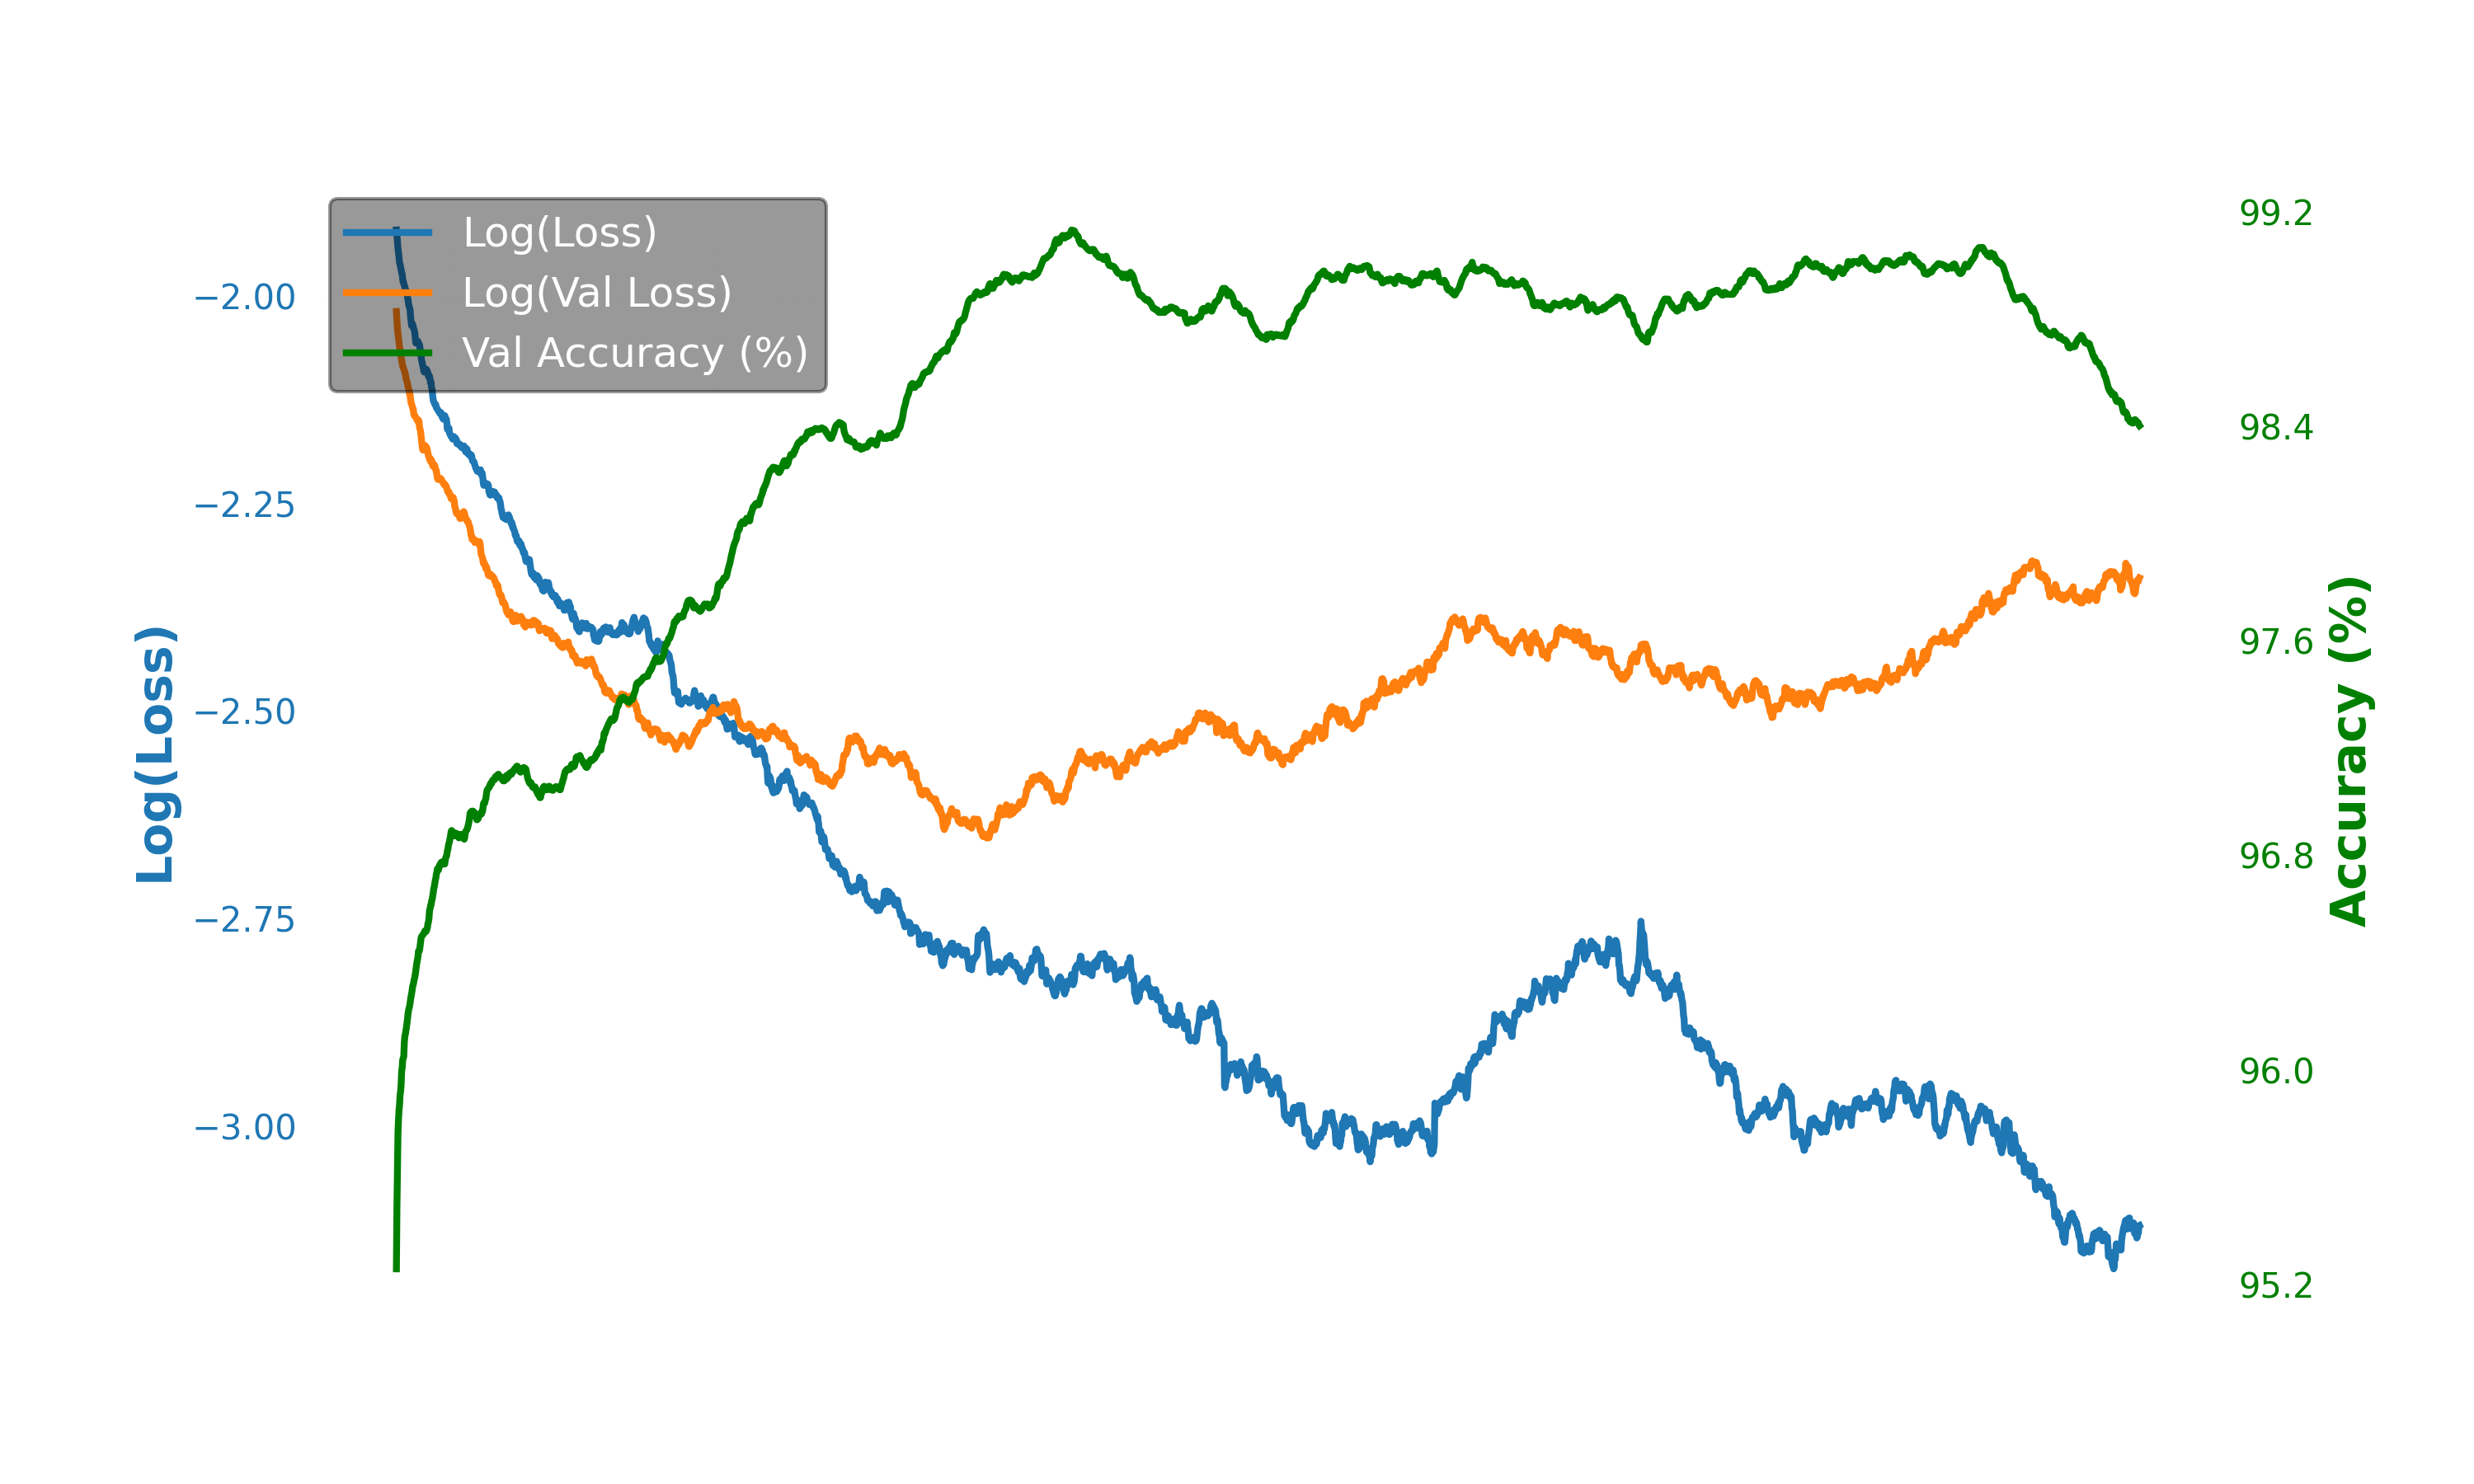 Log(Loss)
Log(Val Loss)
Val Accuracy (%)
Log(Loss)
−2.00
−2.25
−2.50
−2.75
−3.00
99.2
98.4
97.6
96.8
96.0
95.2
Accuracy (%)